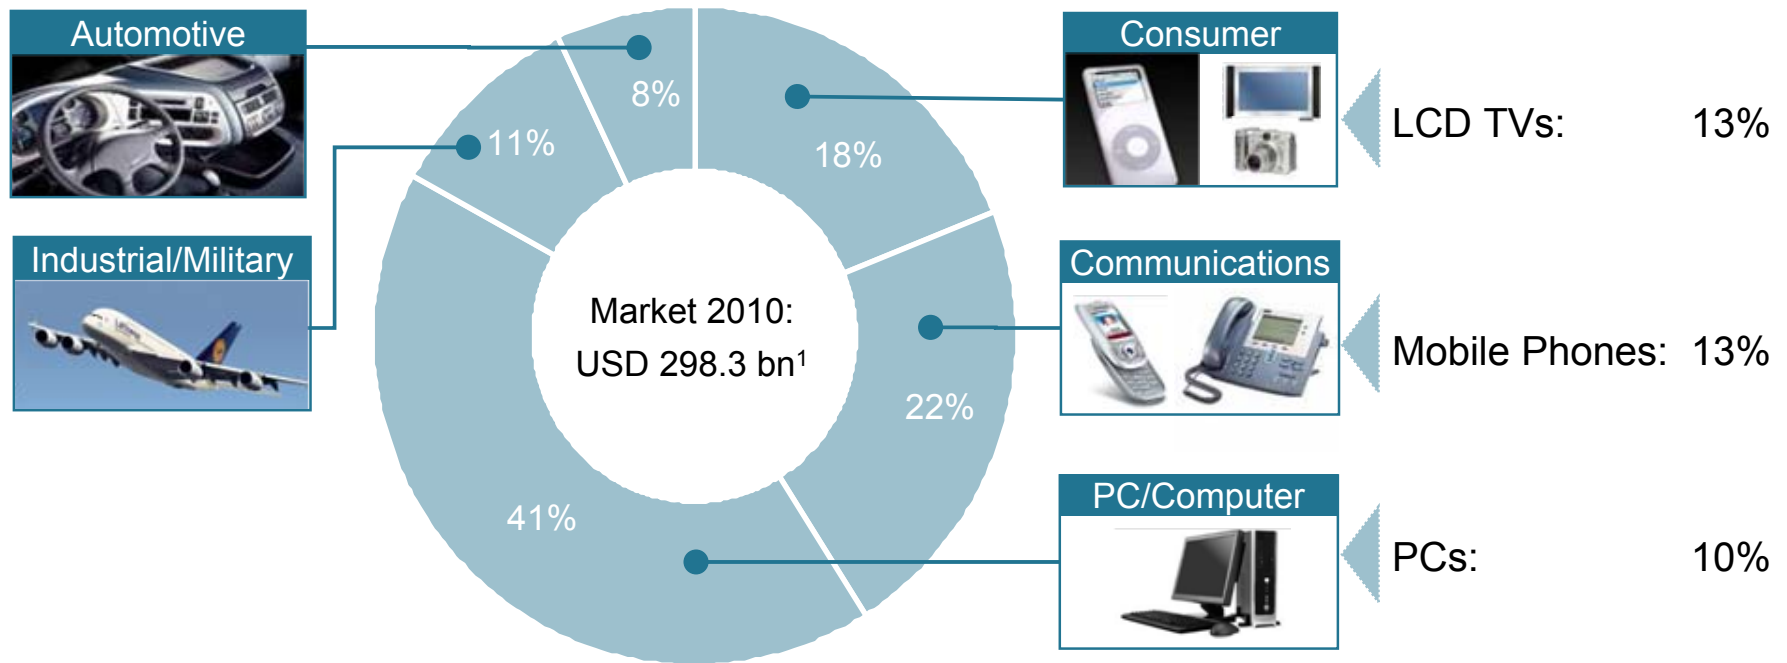 Automotive
8%
Consumer
18%
LCD TVs: 13%
11%
Industrial/Military
Market 2010:
USD 298.3 bn¹
Communications
22%
Mobile Phones: 13%
41%
PC/Computer
PCs: 10%